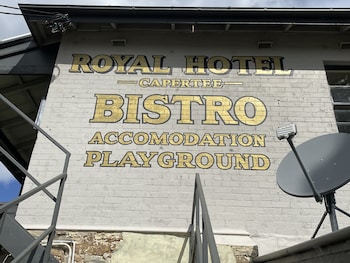 ROYAL HOTEL
CAPERTEE
BISTRO
ACCOMODATION
PLAYGROUND